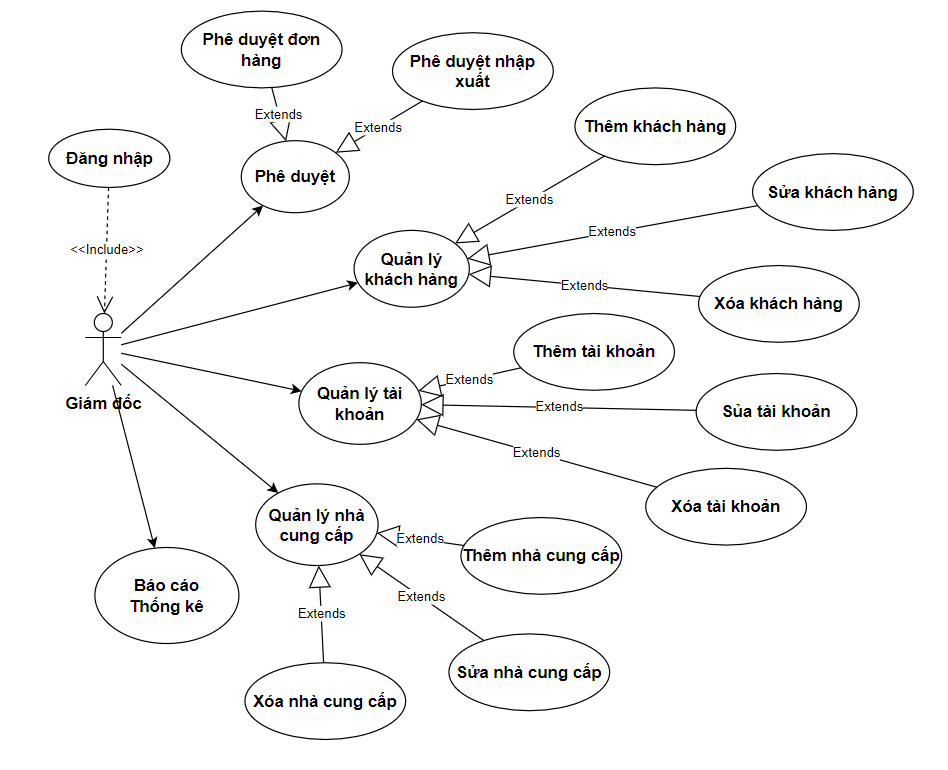 Phê duyệt đơn
hàng
Phê duyệt nhập
xuất
Extends
Extends
Thêm khách hàng
Đăng nhập
Phê duyệt
Sửa khách hàng
Extends
Extends
<<Include>>
Quản lý
khách hàng
Extends
Xóa khách hàng
Thêm tài khoản
Extends
Giám đốc
Quản lý tài
khoản
Extends
Sủa tài khoản
Extends
Xóa tài khoản
Quản lý nhà
cung cấp
Extends
Thêm nhà cung cấp
Báo cáo
Thống kê
Extends
Extends
Sửa nhà cung cấp
Xóa nhà cung cấp